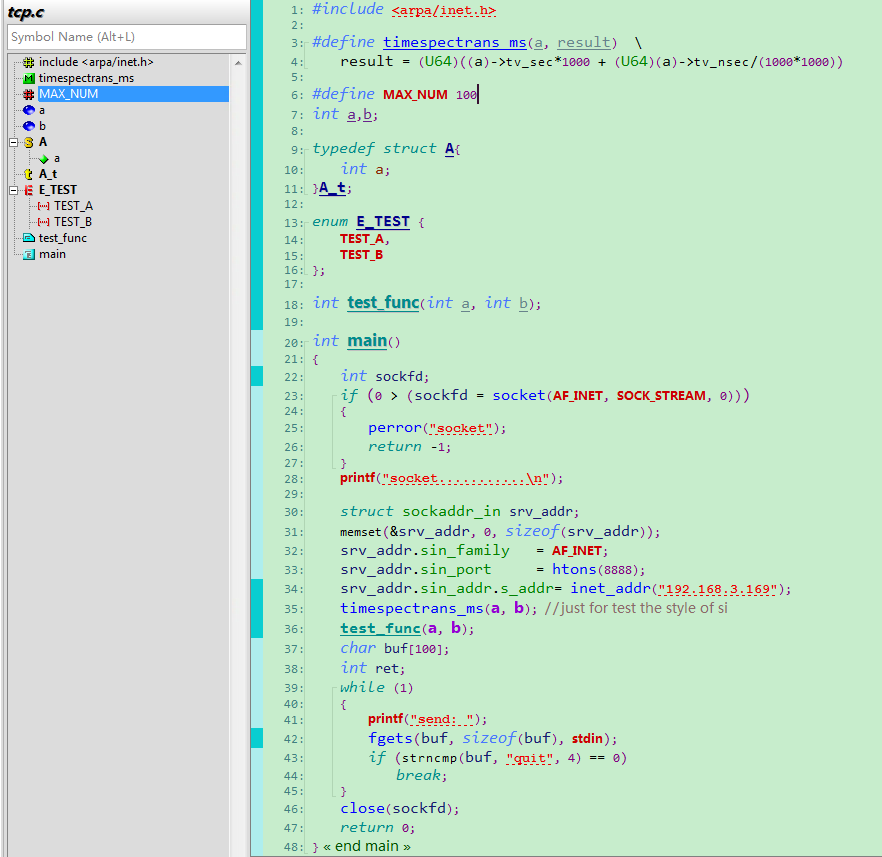 tcp.c
Symbol Name (Alt+L)
include <arpa/inet.h>
timespectrans_ms
MAX_NUM
a
b
A
a
A_t
E_TEST
TEST_A
TEST_B
test_func
main
1: #include <arpa/inet.h>
2:
3: #define timespectrans_ms(a, result) \
4: result = (U64)((a)->tv_sec*1000 + (U64)(a)->tv_nsec/(1000*1000))
5:
6: #define MAX_NUM 100
7: int a,b;
8:
9: typedef struct A{
10: int a;
11: }A_t;
12:
13: enum E_TEST {
14: TEST_A,
15: TEST_B
16: };
17:
18: int test_func(int a, int b);
19:
20: int main()
21: {
22: int sockfd;
23: if (0 > (sockfd = socket(AF_INET, SOCK_STREAM, 0)))
24: {
25: perror("socket");
26: return -1;
27: }
28: printf("socket...........\n");
29:
30: struct sockaddr_in srv_addr;
31: memset(&srv_addr, 0, sizeof(srv_addr));
32: srv_addr.sin_family = AF_INET;
33: srv_addr.sin_port = htons(8888);
34: srv_addr.sin_addr.s_addr= inet_addr("192.168.3.169");
35: timespectrans_ms(a, b); //just for test the style of si
36: test_func(a, b);
37: char buf[100];
38: int ret;
39: while (1)
40: {
41: printf("send: ");
42: fgets(buf, sizeof(buf), stdin);
43: if (strncmp(buf, "quit", 4) == 0)
44: break;
45: }
46: close(sockfd);
47: return 0;
48: } « end main »